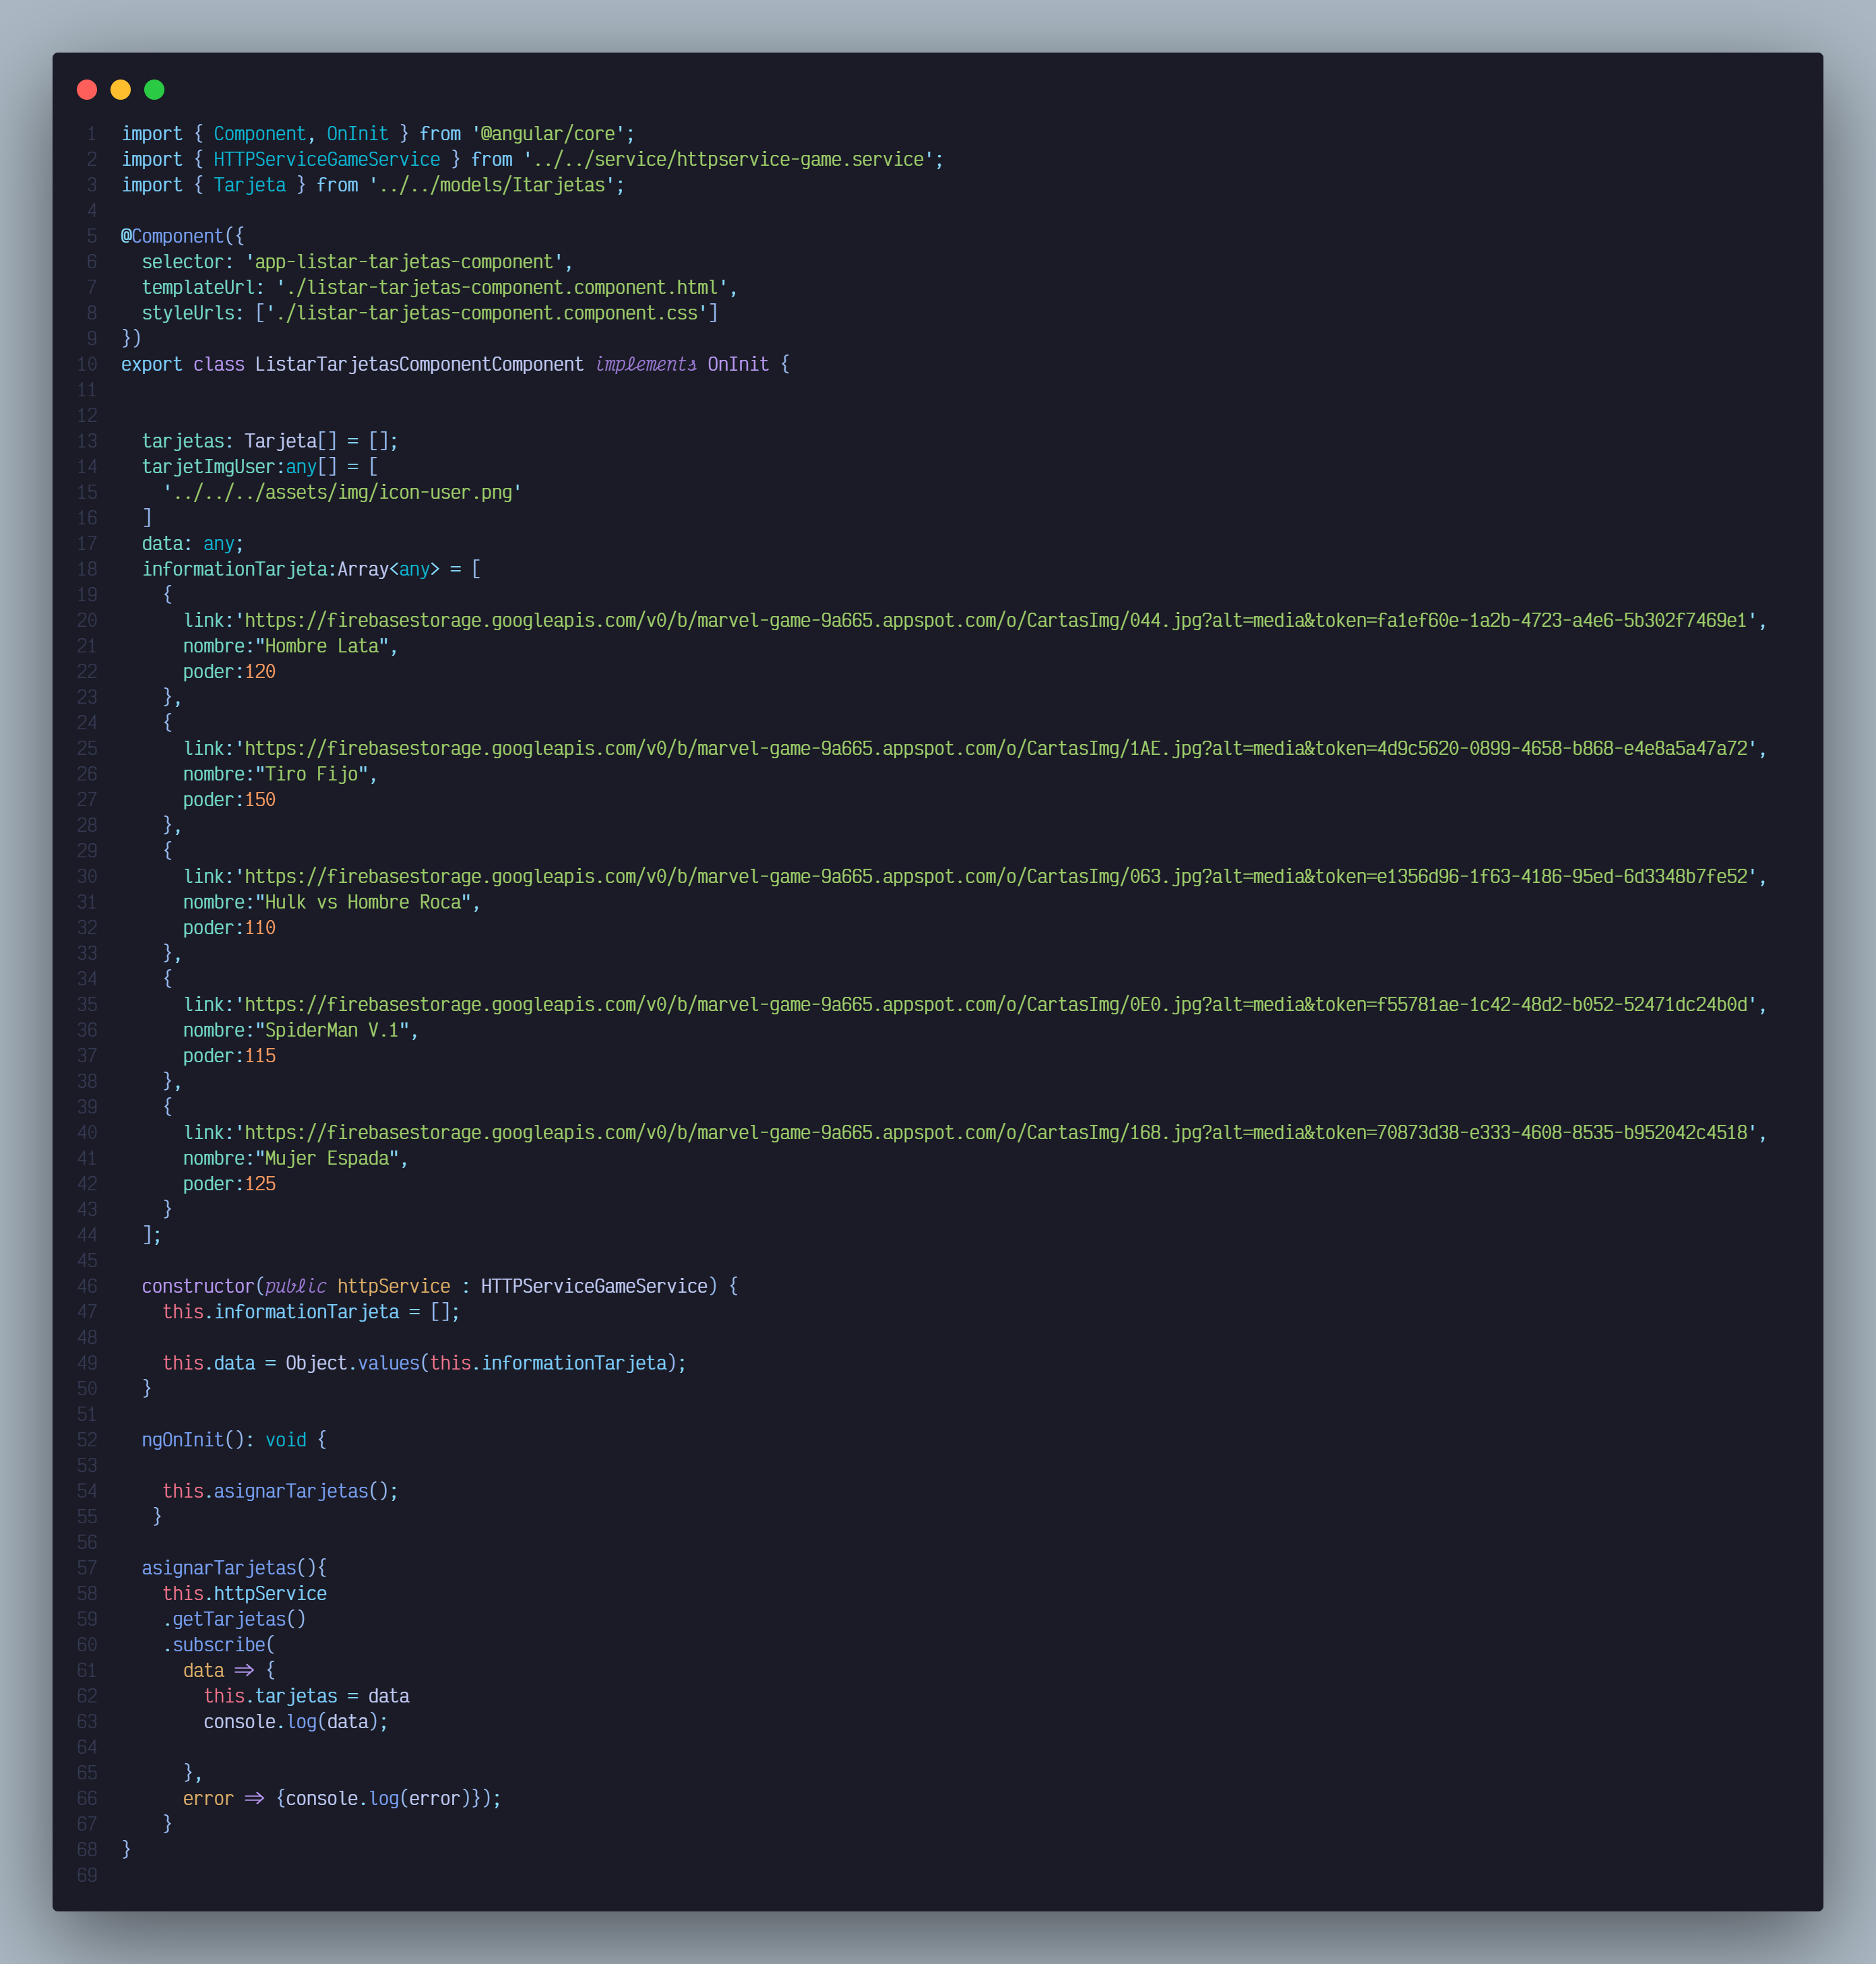 1 import { Component, OnInit } from '@angular/core';
2 import { HTTPServiceGameService } from '../../service/httpservice-game.service';
3 import { Tarjeta } from '../../models/Itarjetas';
4
5 @Component({
6   selector: 'app-listar-tarjetas-component',
7   templateUrl: './listar-tarjetas-component.component.html',
8   styleUrls: ['./listar-tarjetas-component.component.css']
9 })
10 export class ListarTarjetasComponentComponent implements OnInit {
11
12
13   tarjetas: Tarjeta[] = [];
14   tarjetImgUser:any[] = [
15     '../../../assets/img/icon-user.png'
16   ]
17   data: any;
18   informationTarjeta:Array<any> = [
19     {
20       link:'https://firebasestorage.googleapis.com/v0/b/marvel-game-9a665.appspot.com/o/CartasImg/044.jpg?alt=media&token=fa1ef60e-1a2b-4723-a4e6-5b302f7469e1',
21       nombre:"Hombre Lata",
22       poder:120
23     },
24     {
25       link:'https://firebasestorage.googleapis.com/v0/b/marvel-game-9a665.appspot.com/o/CartasImg/1AE.jpg?alt=media&token=4d9c5620-0899-4658-b868-e4e8a5a47a72',
26       nombre:"Tiro Fijo",
27       poder:150
28     },
29     {
30       link:'https://firebasestorage.googleapis.com/v0/b/marvel-game-9a665.appspot.com/o/CartasImg/063.jpg?alt=media&token=e1356d96-1f63-4186-95ed-6d3348b7fe52',
31       nombre:"Hulk vs Hombre Roca",
32       poder:110
33     },
34     {
35       link:'https://firebasestorage.googleapis.com/v0/b/marvel-game-9a665.appspot.com/o/CartasImg/0E0.jpg?alt=media&token=f55781ae-1c42-48d2-b052-52471dc24b0d',
36       nombre:"SpiderMan V.1",
37       poder:115
38     },
39     {
40       link:'https://firebasestorage.googleapis.com/v0/b/marvel-game-9a665.appspot.com/o/CartasImg/168.jpg?alt=media&token=70873d38-e333-4608-8535-b952042c4518',
41       nombre:"Mujer Espada",
42       poder:125
43     }
44   ];
45
46   constructor(public httpService : HTTPServiceGameService) {
47     this.informationTarjeta = [];
48
49     this.data = Object.values(this.informationTarjeta);
50   }
51
52   ngOnInit(): void {
53
54     this.asignarTarjetas();
55    }
56
57   asignarTarjetas(){
58     this.httpService
59     .getTarjetas()
60     .subscribe(
61       data => {
62         this.tarjetas = data
63         console.log(data);
64
65       },
66       error => {console.log(error)});
67     }
68 }
69